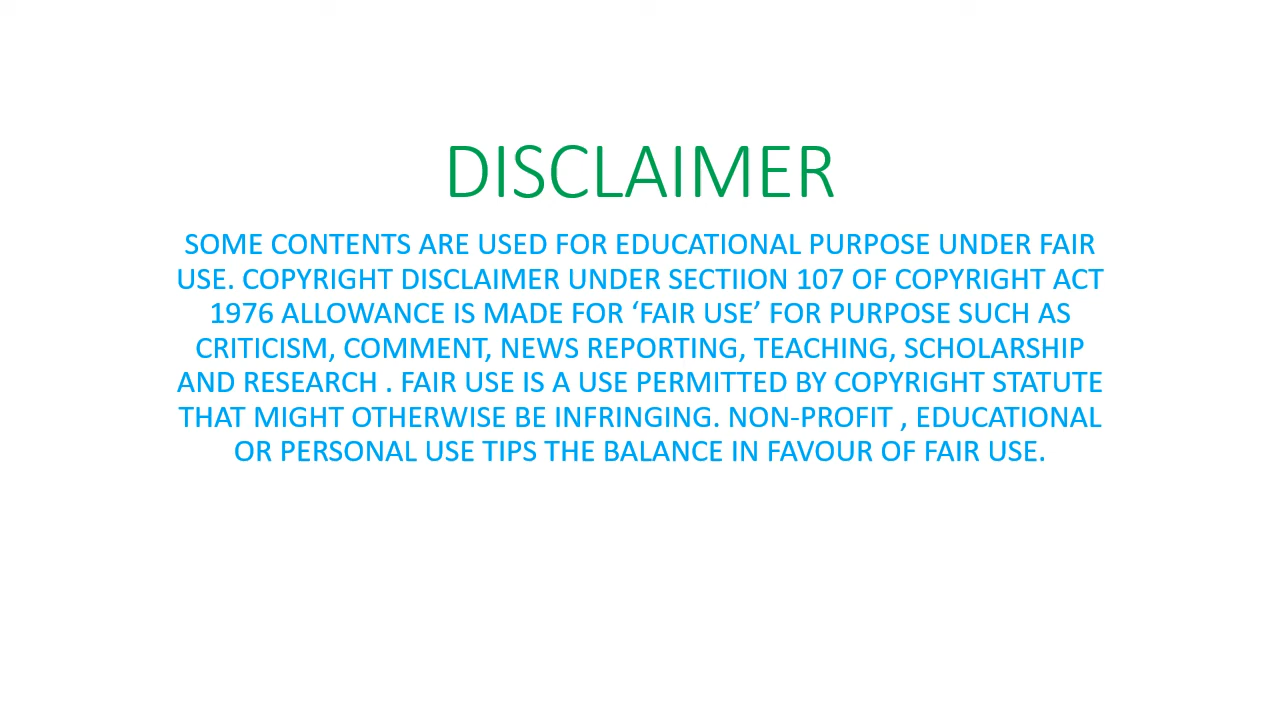 DISCLAIMER
SOME CONTENTS ARE USED FOR EDUCATIONAL PURPOSE UNDER FAIR
USE. COPYRIGHT DISCLAIMER UNDER SECTIION 107 OF COPYRIGHT ACT
1976 ALLOWANCE IS MADE FOR ‘FAIR USE’ FOR PURPOSE SUCH AS
CRITICISM, COMMENT, NEWS REPORTING, TEACHING, SCHOLARSHIP
AND RESEARCH . FAIR USE IS A USE PERMITTED BY COPYRIGHT STATUTE
THAT MIGHT OTHERWISE BE INFRINGING. NON-PROFIT , EDUCATIONAL
OR PERSONAL USE TIPS THE BALANCE IN FAVOUR OF FAIR USE.